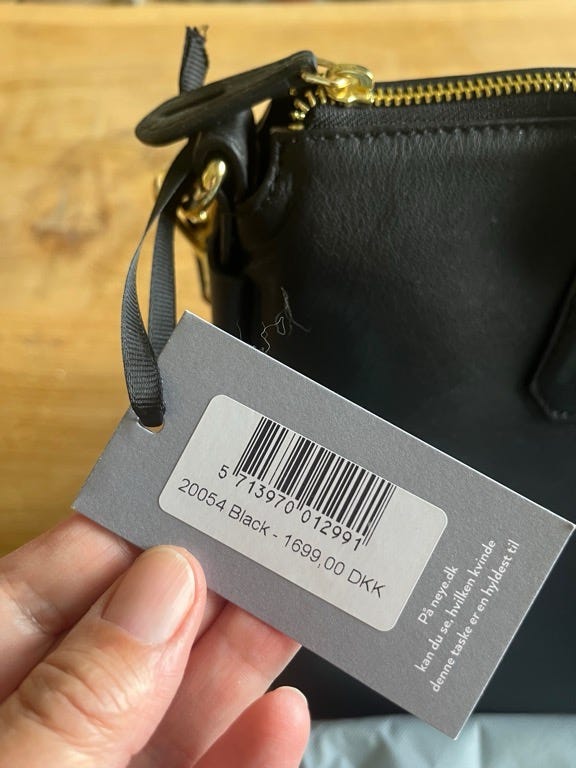 5 713970 012991
20054 Black - 1699,00 DKK
På neye.dk
kan du se, hvilken kvinde
denne taske er en hyldest til